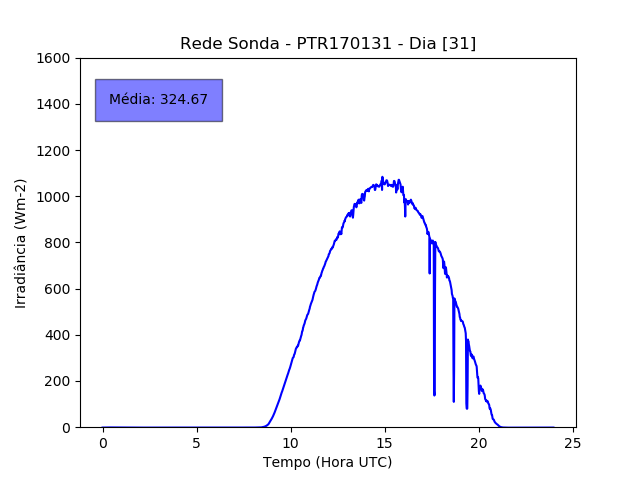 Rede Sonda - PTR170131 - Dia [31]
1600
1400
1200
1000
800
600
400
200
0
Média: 324.67
Irradiância (Wm-2)
0 5 10 15 20 25
Tempo (Hora UTC)